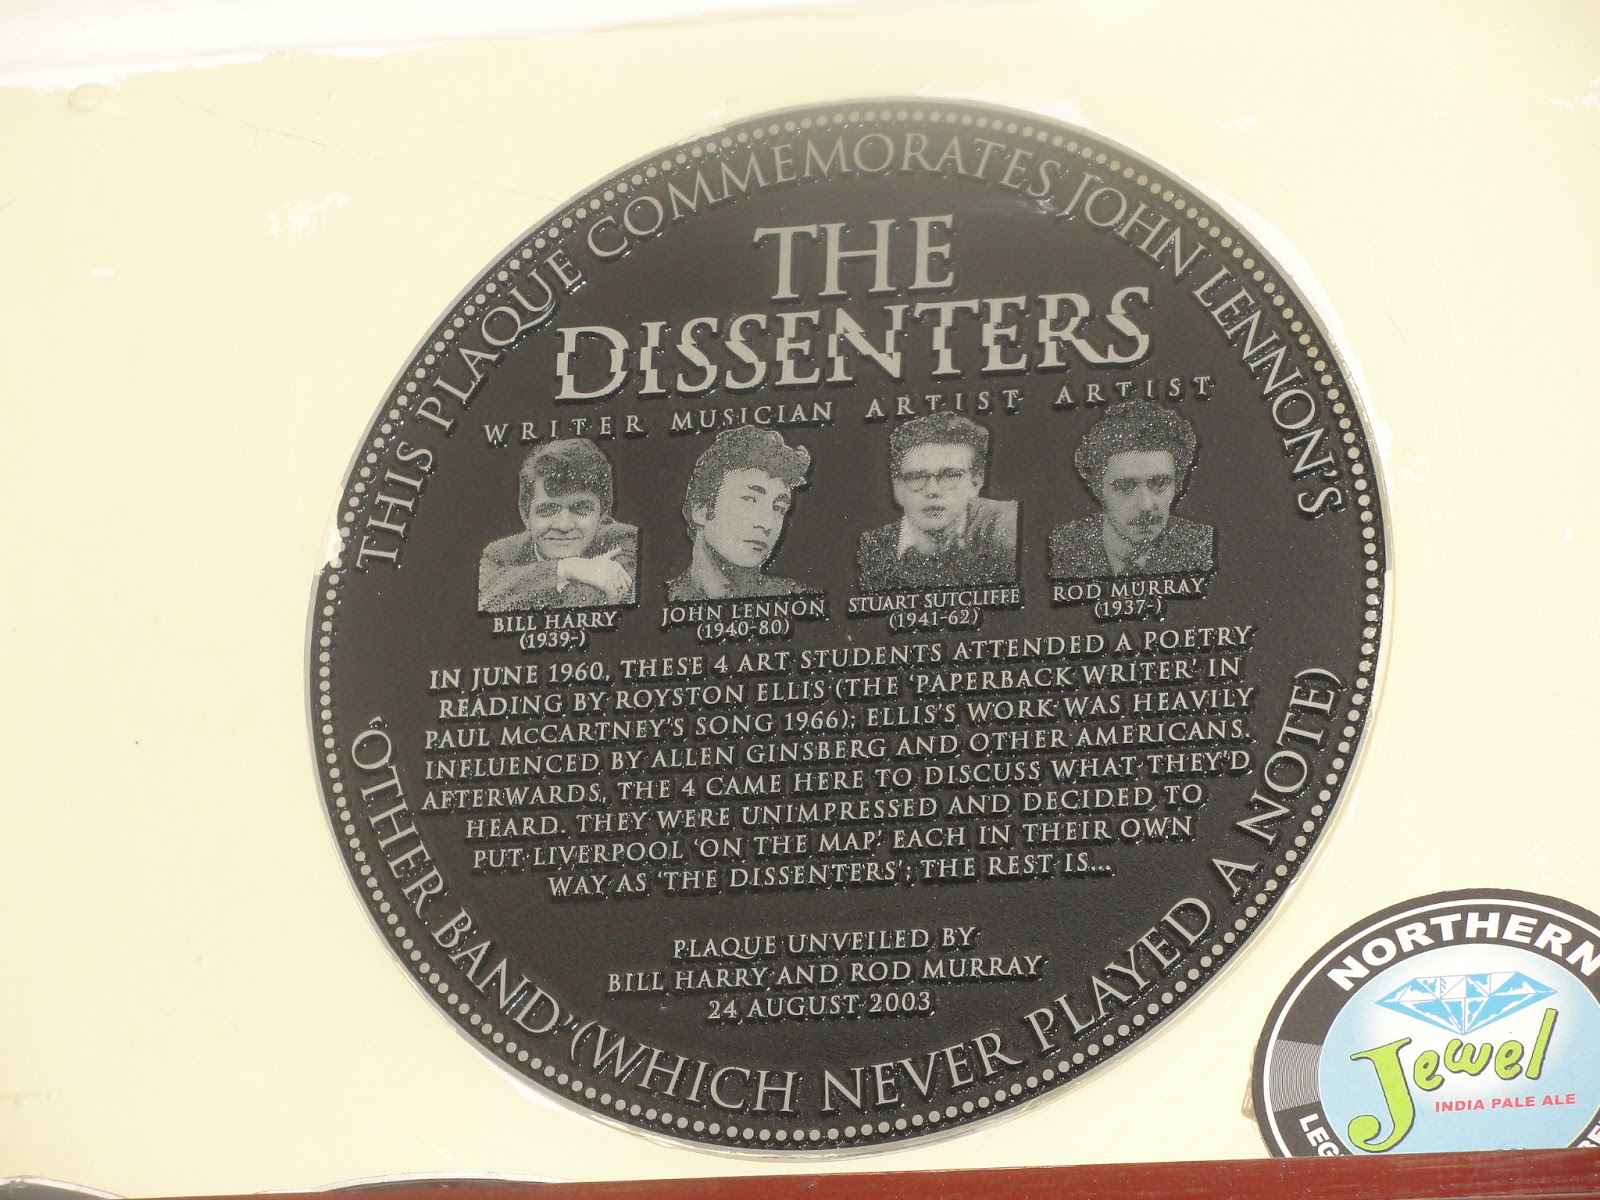 THIS PLAQUE COMMEMORATES JOHN LENNON'S
THE
DISSENTERS
WRITER MUSICIAN ARTIST ARTIST
BILL HARRY
(1939-)
JOHN LENNON
(1940-80)
STUART SUTCLIFFE
(1941-62)
ROD MURRAY
(1937-)
IN JUNE 1960, THESE 4 ART STUDENTS ATTENDED A POETRY
READING BY ROYSTON ELLIS (THE 'PAPERBACK WRITER' IN
PAUL McCARTNEY'S SONG 1966); ELLIS'S WORK WAS HEAVILY
INFLUENCED BY ALLEN GINSBERG AND OTHER AMERICANS.
AFTERWARDS, THE 4 CAME HERE TO DISCUSS WHAT THEY'D
HEARD. THEY WERE UNIMPRESSED AND DECIDED TO
PUT LIVERPOOL 'ON THE MAP' EACH IN THEIR OWN
WAY AS 'THE DISSENTERS'; THE REST IS...
PLAQUE UNVEILED BY
BILL HARRY AND ROD MURRAY
24 AUGUST 2003
'OTHER BAND' (WHICH NEVER PLAYED A NOTE)
NORTHERN
Jewel
INDIA PALE ALE